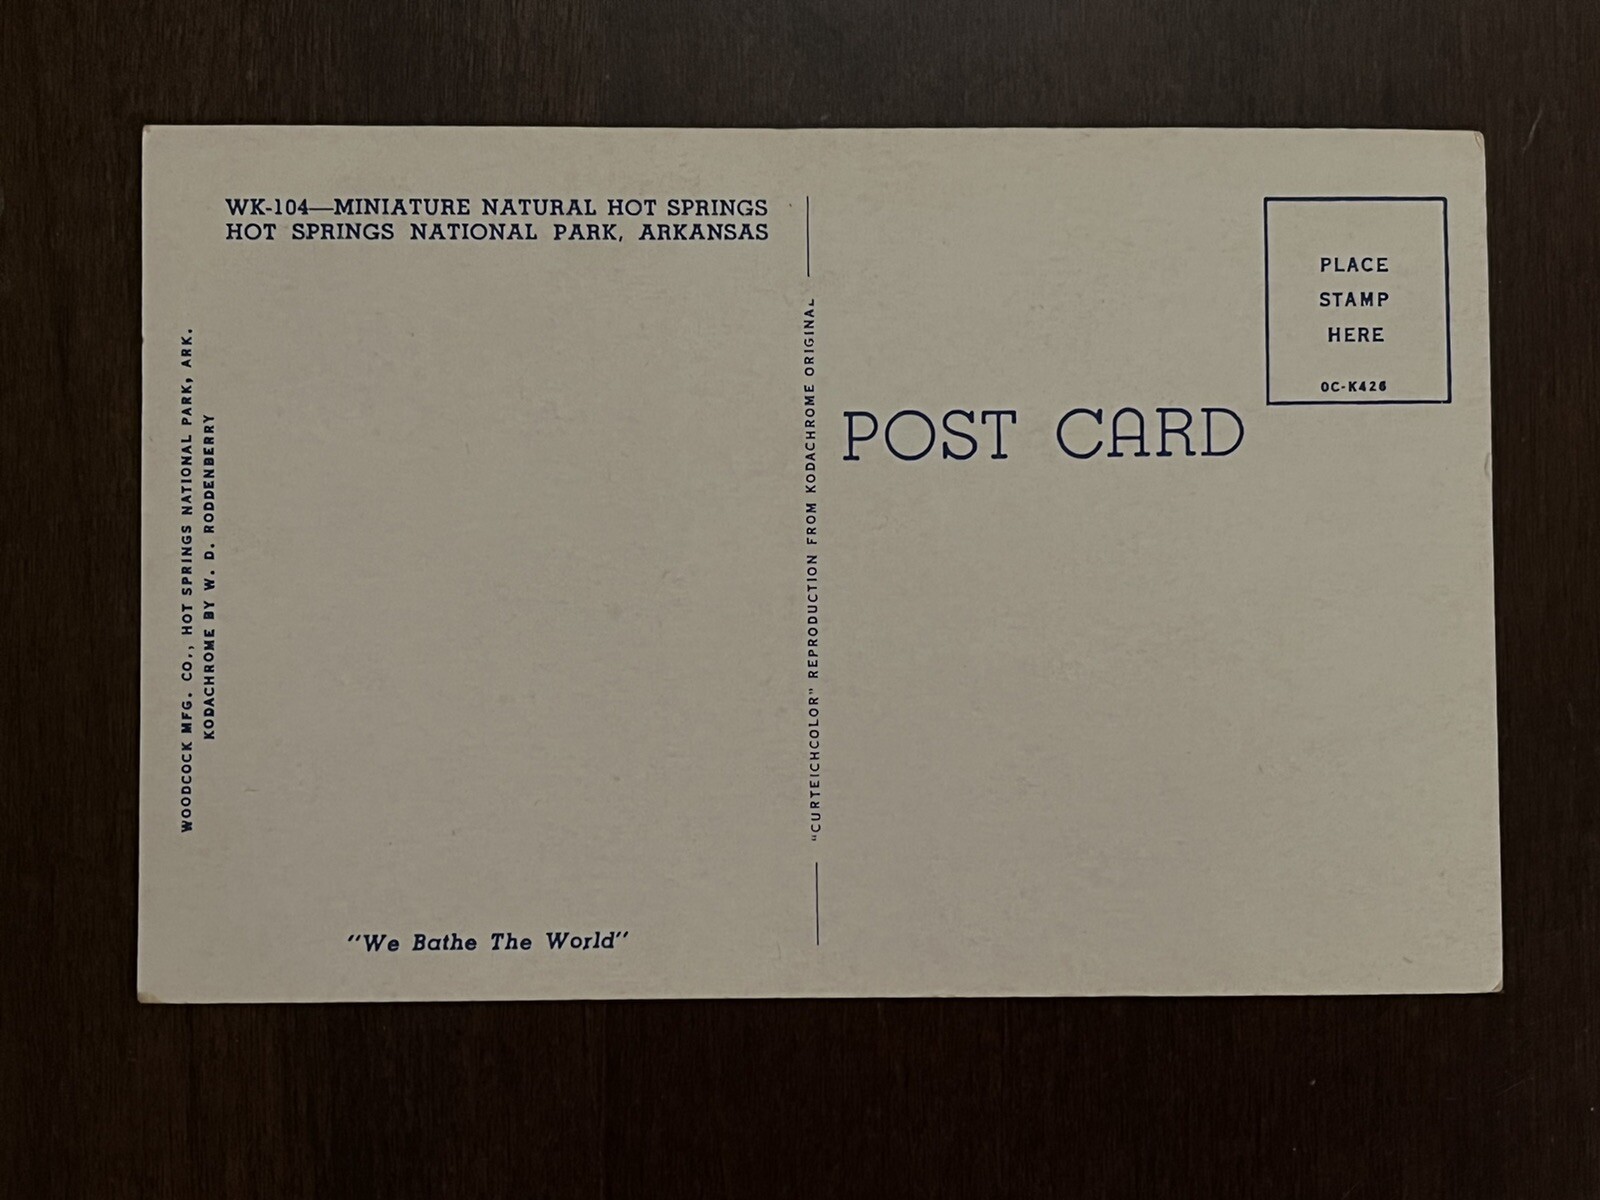 WK-104—MINIATURE NATURAL HOT SPRINGS
HOT SPRINGS NATIONAL PARK, ARKANSAS
WOODCOCK MFG. CO., HOT SPRINGS NATIONAL PARK, ARK.
KODACHROME BY W. D. RODDENBERRY
"We Bathe The World"
"CURTEICHCOLOR" REPRODUCTION FROM KODACHROME ORIGINAL
POST CARD
PLACE
STAMP
HERE
OC-K426